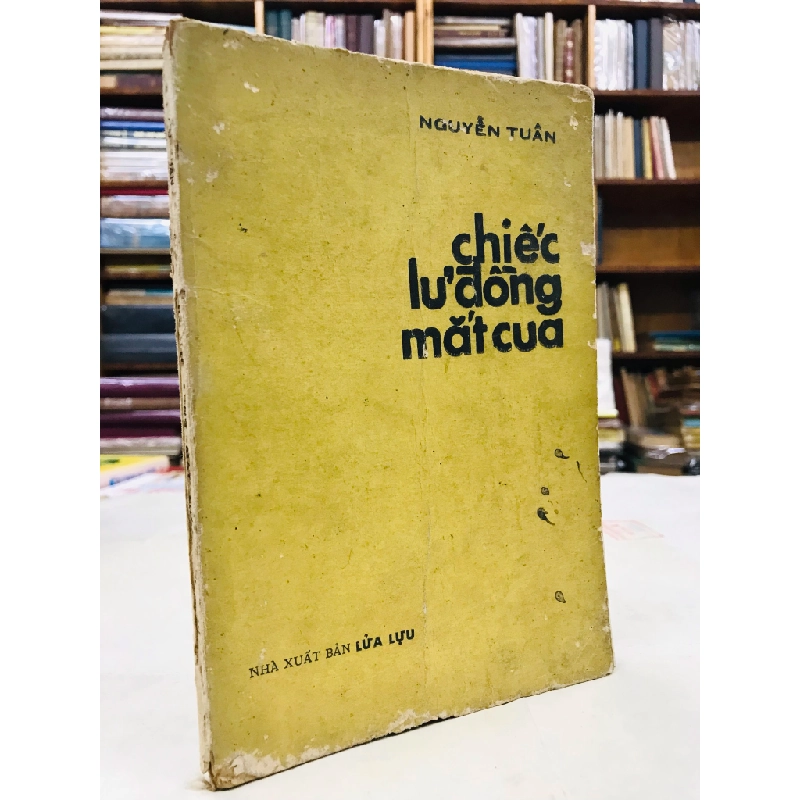 NGUYỄN TUÂN
chiếc
lư đồng
mắt cua
NHÀ XUẤT BẢN LỬA LỰU